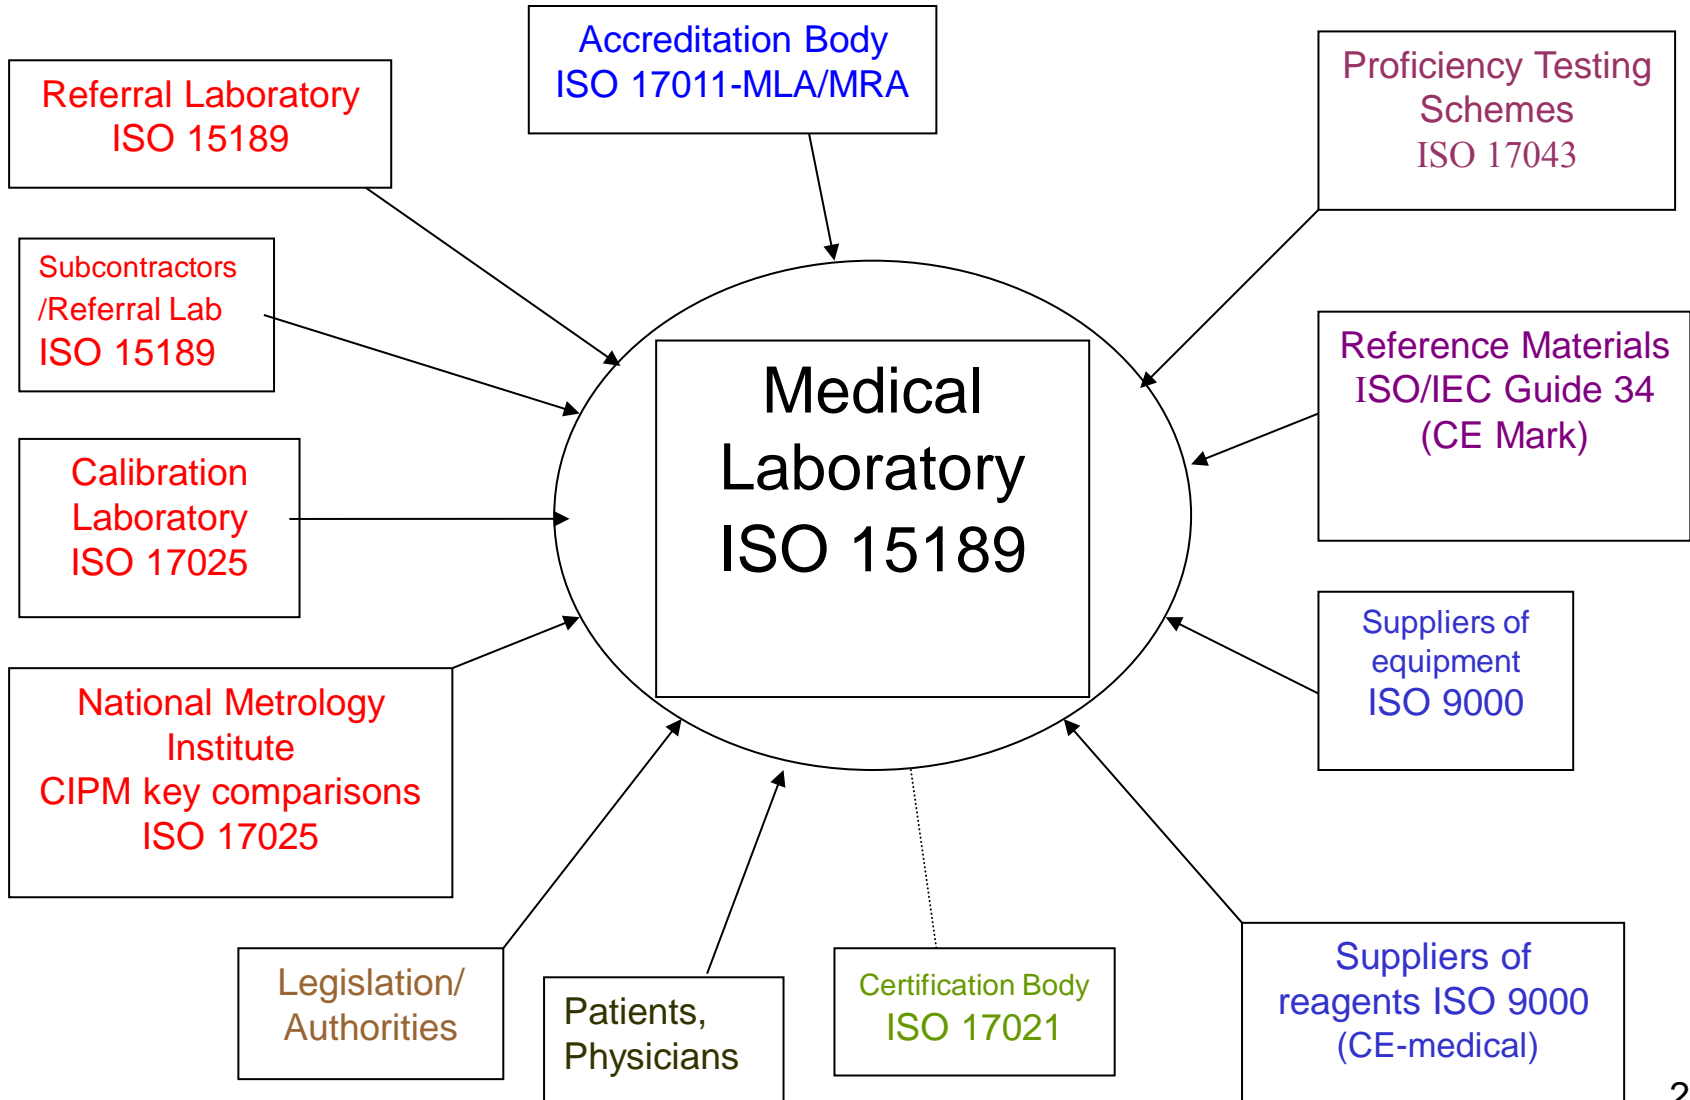 Accreditation Body
ISO 17011-MLA/MRA
Proficiency Testing
Schemes
ISO 17043
Referral Laboratory
ISO 15189
Subcontractors
/Referral Lab
ISO 15189
Reference Materials
ISO/IEC Guide 34
(CE Mark)
Medical
Laboratory
ISO 15189
Calibration
Laboratory
ISO 17025
Suppliers of
equipment
ISO 9000
National Metrology
Institute
CIPM key comparisons
ISO 17025
Legislation/
Authorities
Patients,
Physicians
Certification Body
ISO 17021
Suppliers of
reagents ISO 9000
(CE-medical)
2